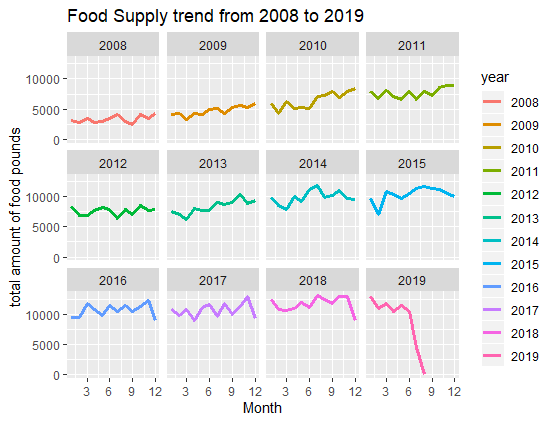 Food Supply trend from 2008 to 2019
2008 2009 2010 2011
10000
5000
0
2012 2013 2014 2015
10000
5000
0
2016 2017 2018 2019
10000
5000
0
3 6 9 12 3 6 9 12 3 6 9 12 3 6 9 12
Month
total amount of food pounds
year
2008
2009
2010
2011
2012
2013
2014
2015
2016
2017
2018
2019